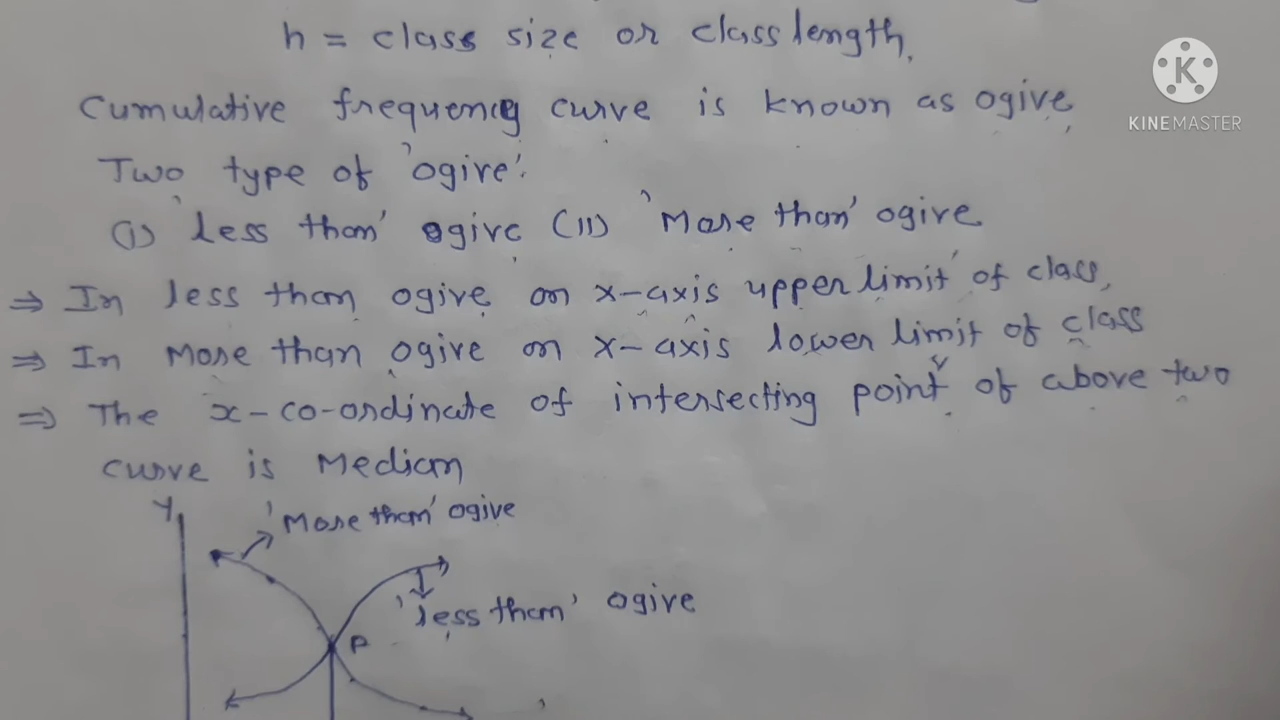 h = class size or class length.
K
KINEMASTER
Cumulative frequency curve is known as ogive,
Two type of 'ogive'.
(i) 'less than' ogive (ii) 'More than' ogive
⇒ In less than ogive on x-axis upper limit of class,
⇒ In More than ogive on x-axis lower limit of class
⇒ The x-co-ordinate of intersecting point of above two
curve is Median
Y
'More than' ogive
'less than' ogive
P